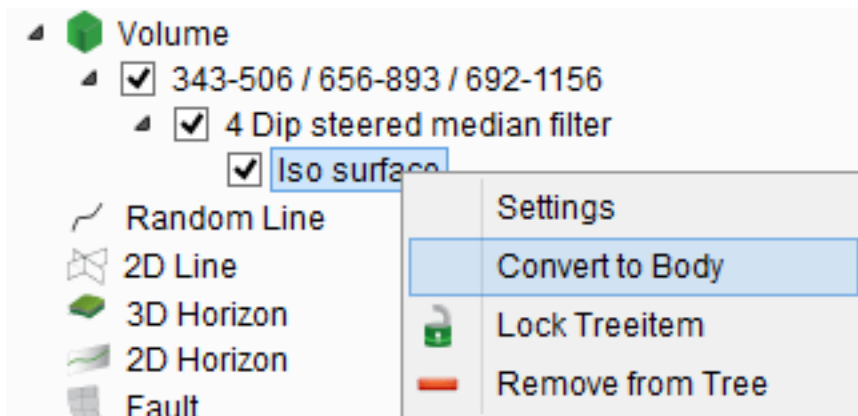 Volume
343-506 / 656-893 / 692-1156
4 Dip steered median filter
Iso surface
Settings
Random Line
Convert to Body
2D Line
3D Horizon
Lock Treeitem
2D Horizon
Remove from Tree
Fault